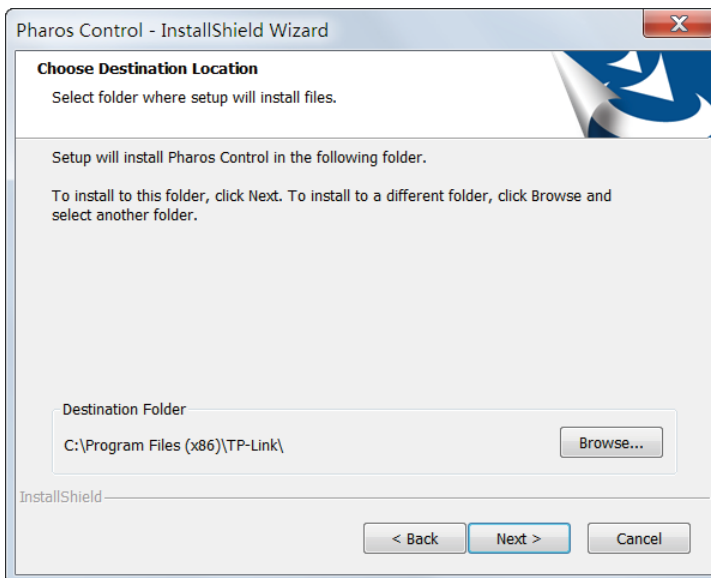 Pharos Control - InstallShield Wizard
X
Choose Destination Location
Select folder where setup will install files.
Setup will install Pharos Control in the following folder.
To install to this folder, click Next. To install to a different folder, click Browse and
select another folder.
Destination Folder
C:\Program Files (x86)\TP-Link\
Browse...
InstallShield
< Back
Next >
Cancel